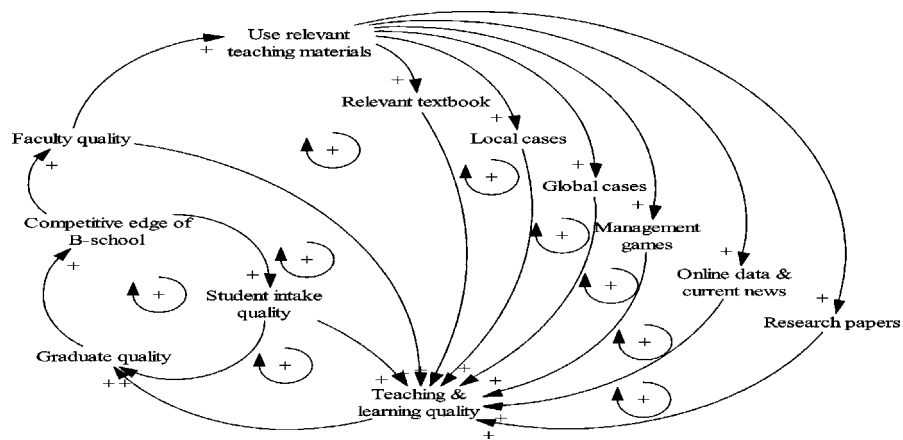 Use relevant
teaching materials
+
+
Relevant textbook
+
Local cases
Faculty quality
+
+
+
+
+
Global cases
+
Competitive edge of
B-school
Management
games
+
+
+
+
+
Online data &
current news
+
Student intake
quality
+
+
+
Research papers
+
Graduate quality
+
+
+
+
+
+
+
+
+
Teaching &
learning quality
+
+
+